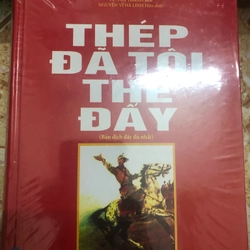 THÉP
ĐÃ TÔI
THẾ
ĐẤY
(Bản dịch đầy đủ nhất)